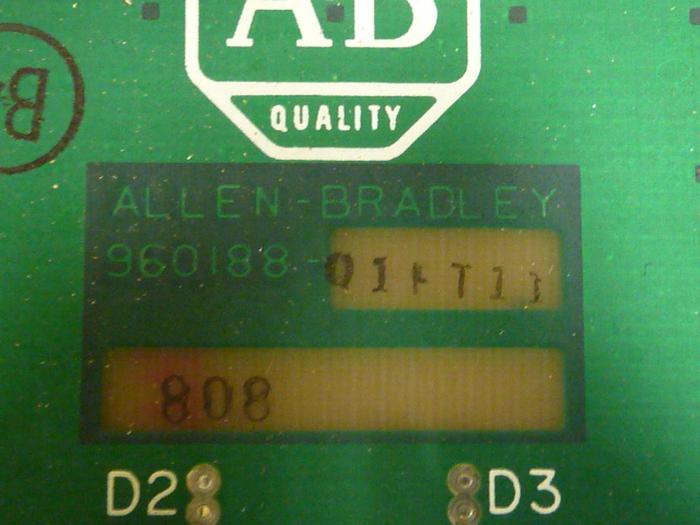 AB
QUALITY
B
ALLEN-BRADLEY
960188-
808
D2 D3